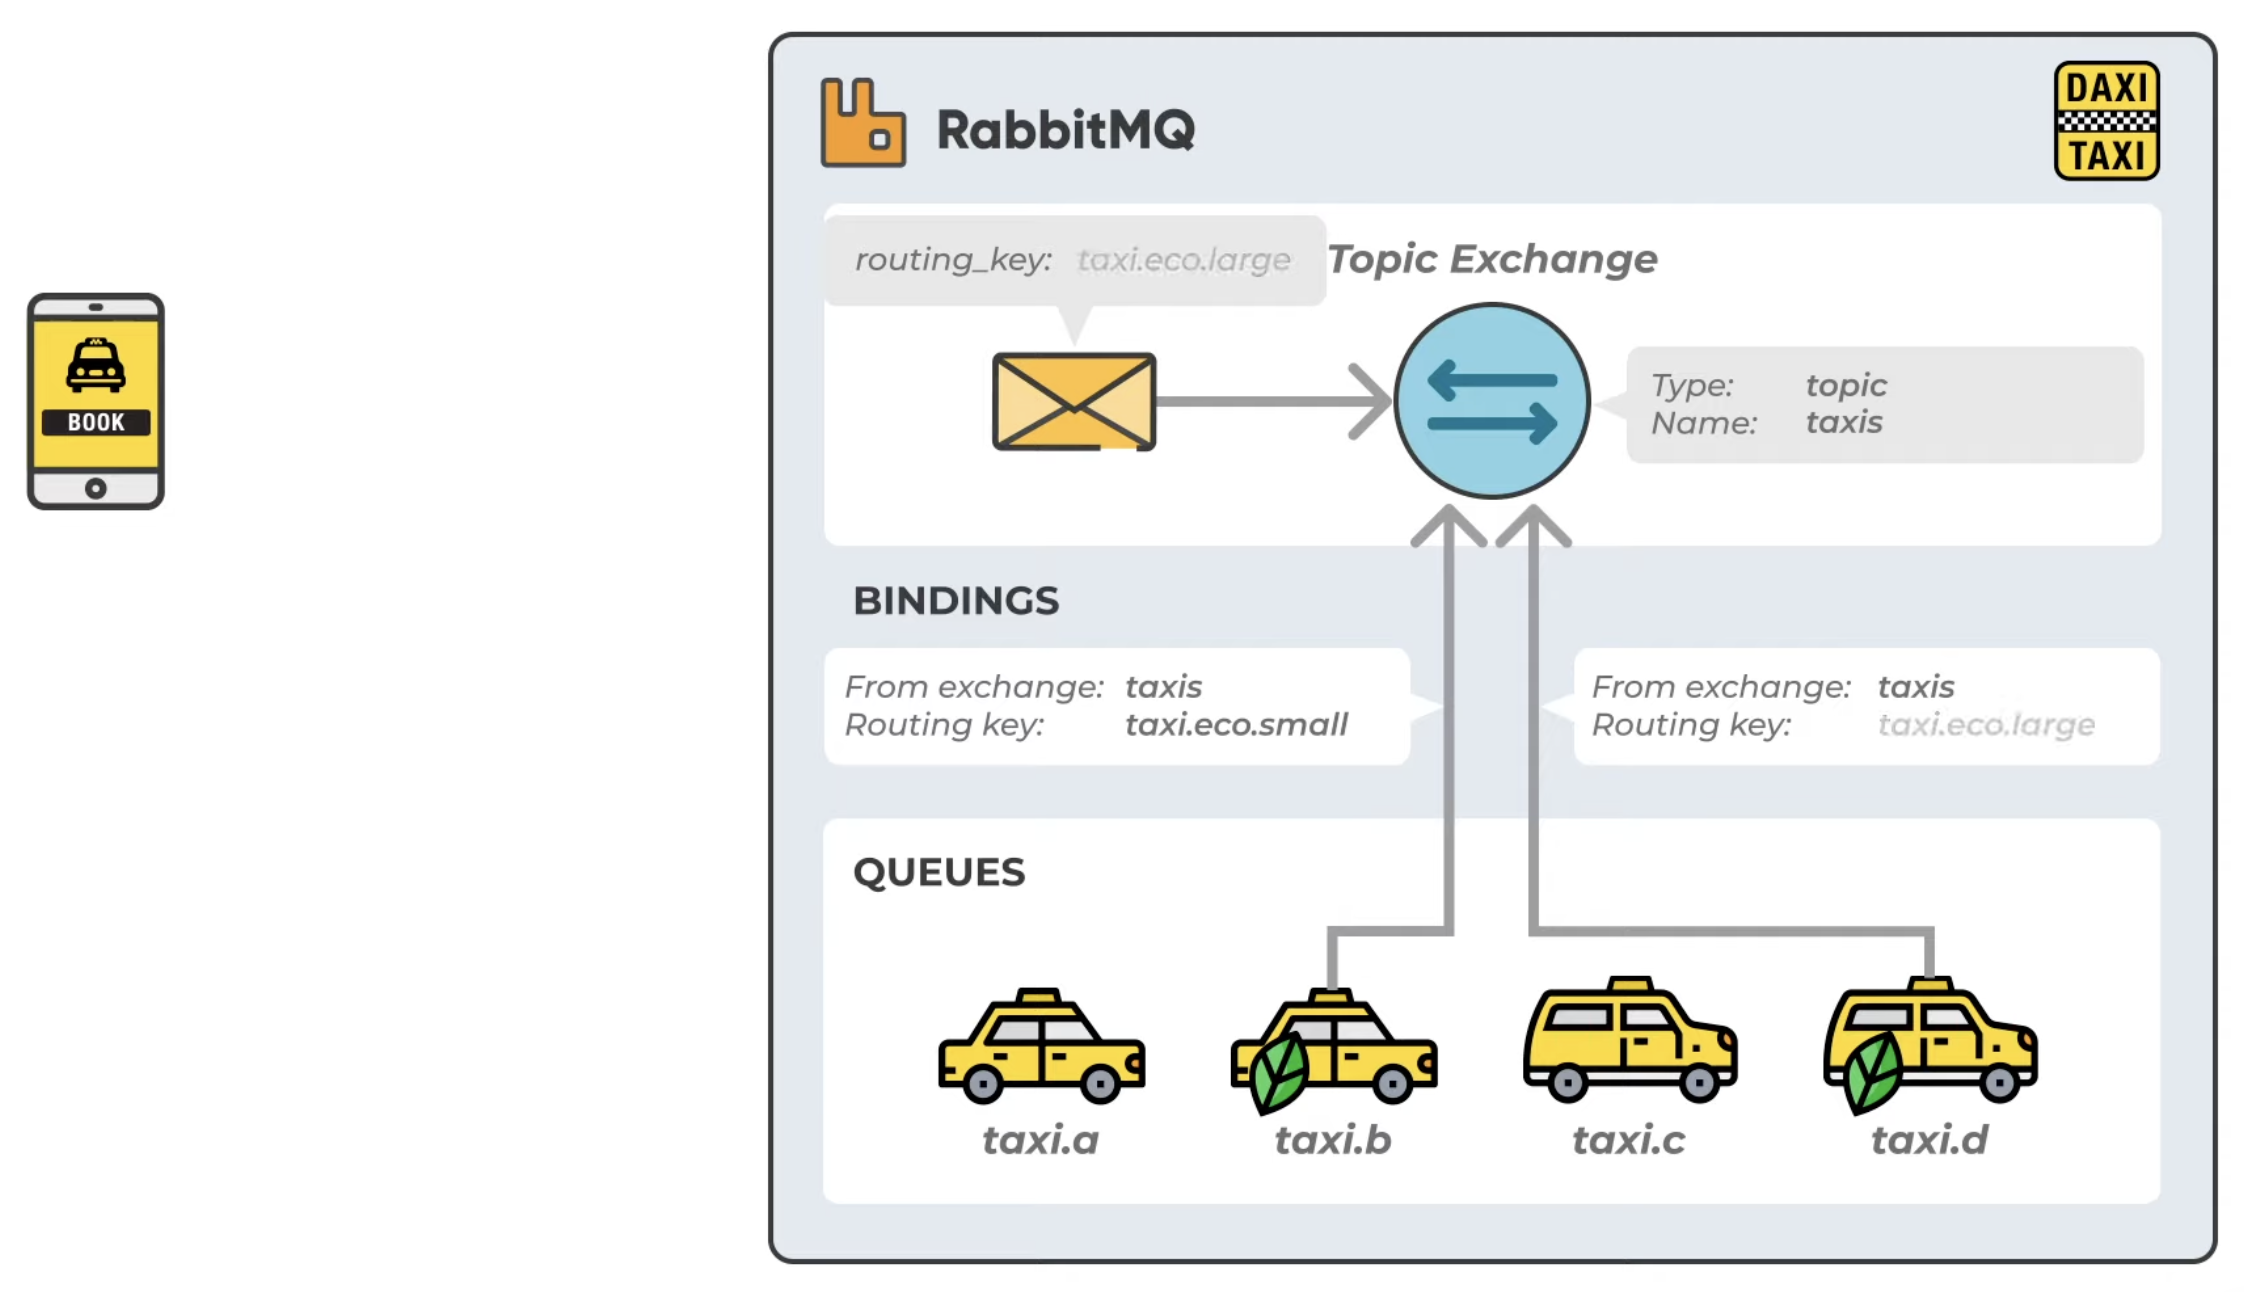 RabbitMQ
DAXI
TAXI
routing_key: taxi.eco.large
Topic Exchange
BOOK
Type: topic
Name: taxis
BINDINGS
From exchange: taxis
Routing key: taxi.eco.small
From exchange: taxis
Routing key: taxi.eco.large
QUEUES
taxi.a
taxi.b
taxi.c
taxi.d